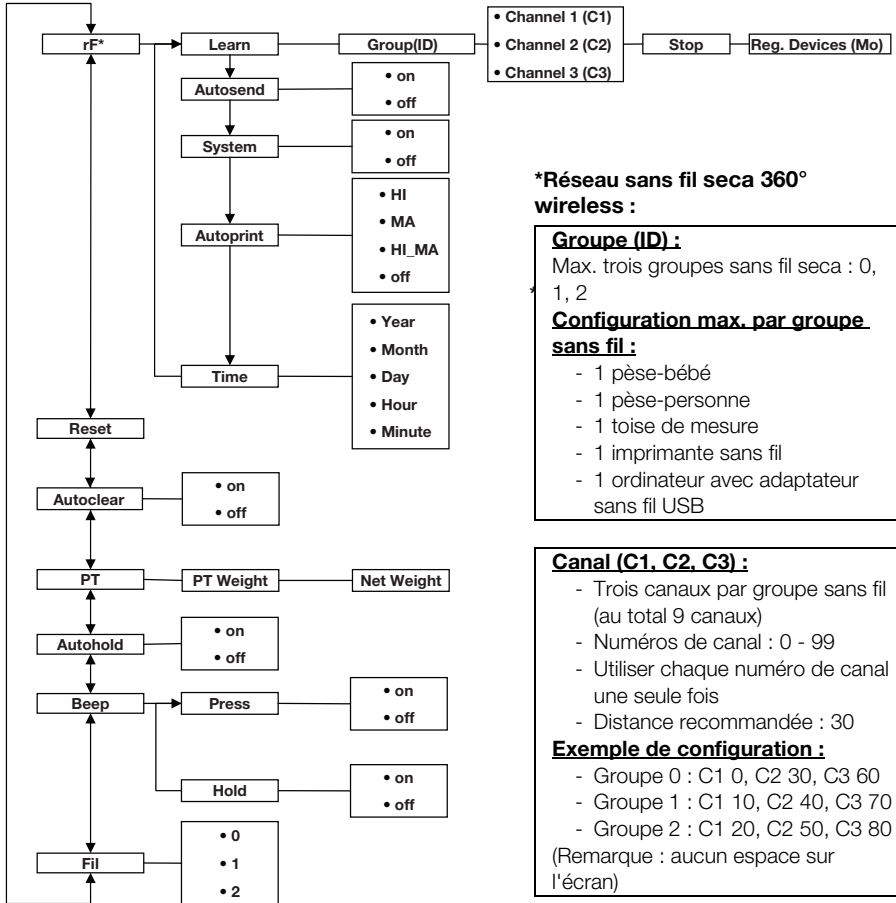 rF*
Learn
Group(ID)
• Channel 1 (C1)
• Channel 2 (C2)
• Channel 3 (C3)
Stop
Reg. Devices (Mo)
Autosend
• on
• off
System
• on
• off
Autoprint
• HI
• MA
• HI_MA
• off
Time
• Year
• Month
• Day
• Hour
• Minute
Reset
Autoclear
• on
• off
PT
PT Weight
Net Weight
Autohold
• on
• off
Beep
Press
• on
• off
Hold
• on
• off
Fil
• 0
• 1
• 2
*Réseau sans fil seca 360°
wireless :
Groupe (ID) :
Max. trois groupes sans fil seca : 0,
* 1, 2
Configuration max. par groupe
sans fil :
- 1 pèse-bébé
- 1 pèse-personne
- 1 toise de mesure
- 1 imprimante sans fil
- 1 ordinateur avec adaptateur
sans fil USB
Canal (C1, C2, C3) :
- Trois canaux par groupe sans fil
(au total 9 canaux)
- Numéros de canal : 0 - 99
- Utiliser chaque numéro de canal
une seule fois
- Distance recommandée : 30
Exemple de configuration :
- Groupe 0 : C1 0, C2 30, C3 60
- Groupe 1 : C1 10, C2 40, C3 70
- Groupe 2 : C1 20, C2 50, C3 80
(Remarque : aucun espace sur
l'écran)